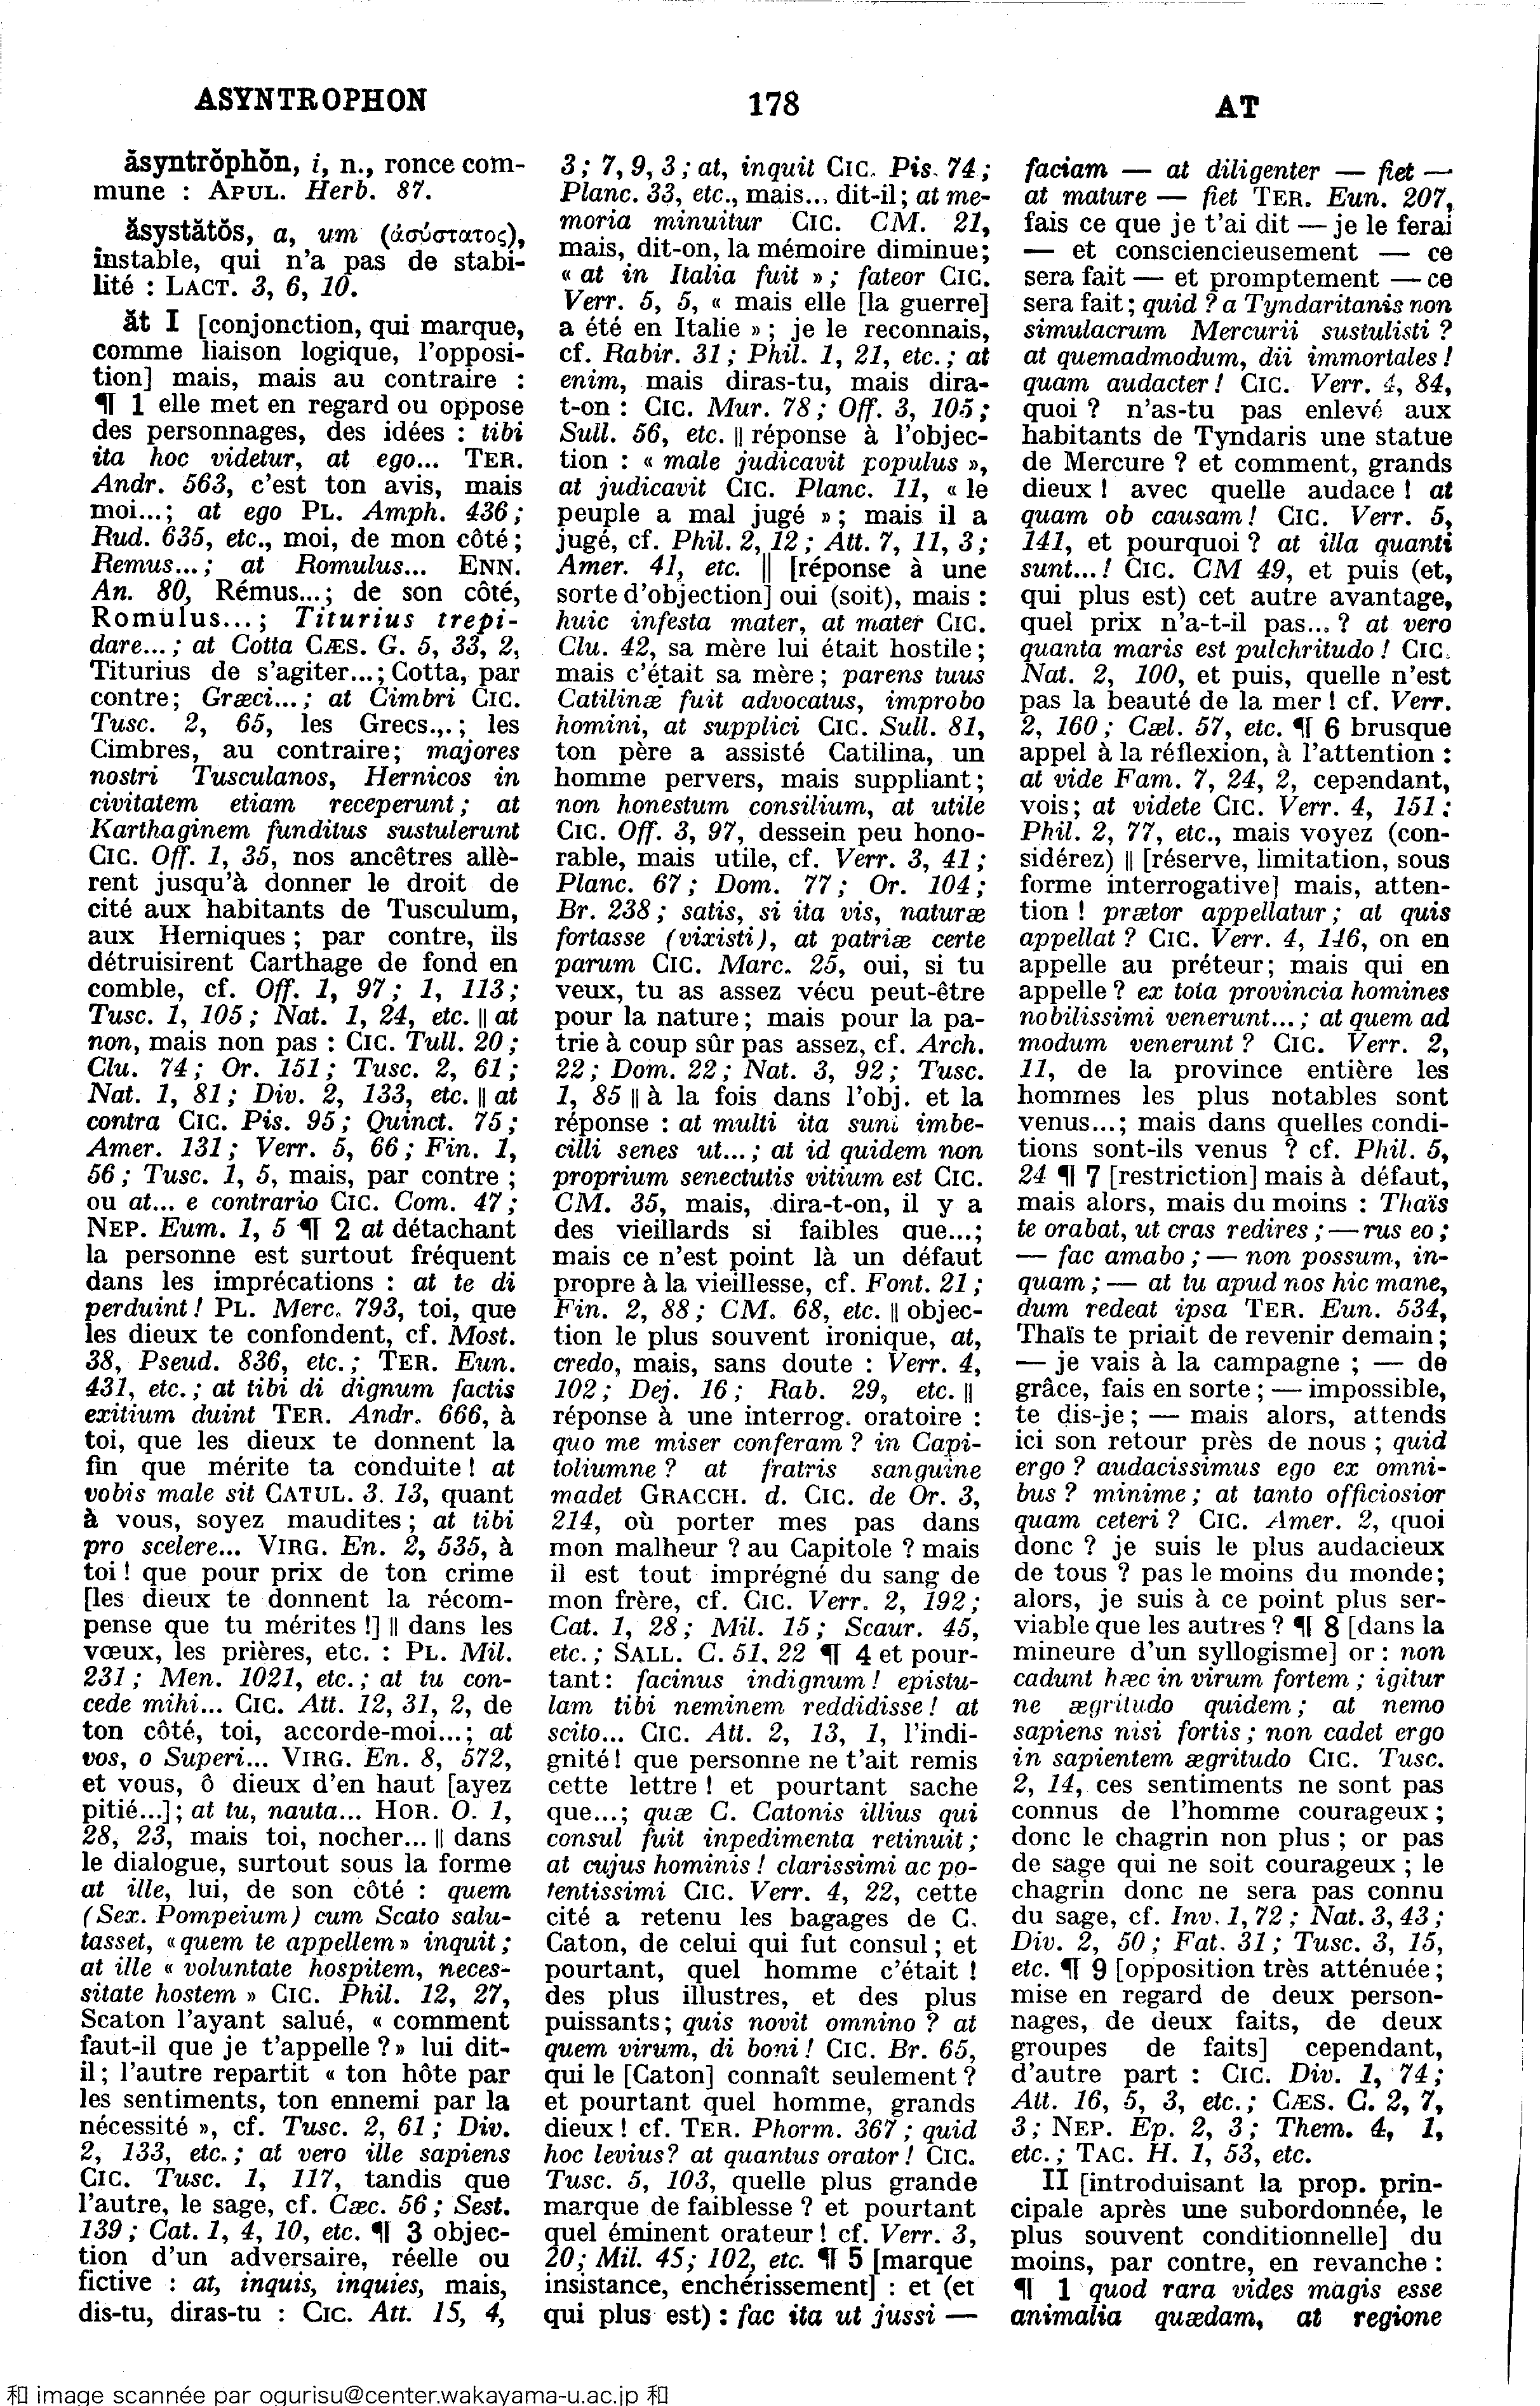 ASYNTROPHON
178
AT
ăsyntrŏphŏn, i, n., ronce com-
mune : APUL. Herb. 87.
ăsystătŏs, a, um (ἀσύστατος),
instable, qui n'a pas de stabi-
lité : LACT. 3, 6, 10.
ăt I [conjonction, qui marque,
comme liaison logique, l'opposi-
tion] mais, mais au contraire :
¶ 1 elle met en regard ou oppose
des personnages, des idées : tibi
ita hoc videtur, at ego... TER.
Andr. 563, c'est ton avis, mais
moi...; at ego PL. Amph. 436;
Rud. 635, etc., moi, de mon côté;
Remus...; at Romulus... ENN.
An. 80, Rémus...; de son côté,
Romulus...; Titurius trepi-
dare...; at Cotta CÆS. G. 5, 33, 2,
Titurius de s'agiter...; Cotta, par
contre; Græci...; at Cimbri CIC.
Tusc. 2, 65, les Grecs...; les
Cimbres, au contraire; majores
nostri Tusculanos, Hernicos in
civitatem etiam receperunt; at
Karthaginem funditus sustulerunt
CIC. Off. 1, 35, nos ancêtres allè-
rent jusqu'à donner le droit de
cité aux habitants de Tusculum,
aux Herniques; par contre, ils
détruisirent Carthage de fond en
comble, cf. Off. 1, 97; 1, 113;
Tusc. 1, 105; Nat. 1, 24, etc. || at
non, mais non pas : CIC. Tull. 20;
Clu. 74; Or. 151; Tusc. 2, 61;
Nat. 1, 81; Div. 2, 133, etc. || at
contra CIC. Pis. 95; Quinct. 75;
Amer. 131; Verr. 5, 66; Fin. 1,
56; Tusc. 1, 5, mais, par contre ;
ou at... e contrario CIC. Com. 47;
NEP. Eum. 1, 5 ¶ 2 at détachant
la personne est surtout fréquent
dans les imprécations : at te di
perduint! PL. Merc. 793, toi, que
les dieux te confondent, cf. Most.
38, Pseud. 836, etc.; TER. Eun.
431, etc.; at tibi di dignum factis
exitium duint TER. Andr. 666, à
toi, que les dieux te donnent la
fin que mérite ta conduite! at
vobis male sit CATUL. 3. 13, quant
à vous, soyez maudites; at tibi
pro scelere... VIRG. En. 2, 535, à
toi! que pour prix de ton crime
[les dieux te donnent la récom-
pense que tu mérites!] || dans les
vœux, les prières, etc. : PL. Mil.
231; Men. 1021, etc.; at tu con-
cede mihi... CIC. Att. 12, 31, 2, de
ton côté, toi, accorde-moi...; at
vos, o Superi... VIRG. En. 8, 572,
et vous, ô dieux d'en haut [ayez
pitié...]; at tu, nauta... HOR. O. 1,
28, 23, mais toi, nocher... || dans
le dialogue, surtout sous la forme
at ille, lui, de son côté : quem
(Sex. Pompeium) cum Scato salu-
tasset, «quem te appellem» inquit;
at ille « voluntate hospitem, neces-
sitate hostem » CIC. Phil. 12, 27,
Scaton l'ayant salué, « comment
faut-il que je t'appelle?» lui dit-
il; l'autre repartit « ton hôte par
les sentiments, ton ennemi par la
nécessité », cf. Tusc. 2, 61; Div.
2, 133, etc.; at vero ille sapiens
CIC. Tusc. 1, 117, tandis que
l'autre, le sage, cf. Cæc. 56; Sest.
139; Cat. 1, 4, 10, etc. ¶ 3 objec-
tion d'un adversaire, réelle ou
fictive : at, inquis, inquies, mais,
dis-tu, diras-tu : CIC. Att. 15, 4,
3; 7, 9, 3; at, inquit CIC. Pis. 74;
Planc. 33, etc., mais... dit-il; at me-
moria minuitur CIC. CM. 21,
mais, dit-on, la mémoire diminue;
« at in Italia fuit »; fateor CIC.
Verr. 5, 5, « mais elle [la guerre]
a été en Italie »; je le reconnais,
cf. Rabir. 31; Phil. 1, 21, etc.; at
enim, mais diras-tu, mais dira-
t-on : CIC. Mur. 78; Off. 3, 105;
Sull. 56, etc. || réponse à l'objec-
tion : « male judicavit populus »,
at judicavit CIC. Planc. 11, « le
peuple a mal jugé »; mais il a
jugé, cf. Phil. 2, 12; Att. 7, 11, 3;
Amer. 41, etc. || [réponse à une
sorte d'objection] oui (soit), mais :
huic infesta mater, at mater CIC.
Clu. 42, sa mère lui était hostile;
mais c'était sa mère; parens tuus
Catilinæ fuit advocatus, improbo
homini, at supplici CIC. Sull. 81,
ton père a assisté Catilina, un
homme pervers, mais suppliant;
non honestum consilium, at utile
CIC. Off. 3, 97, dessein peu hono-
rable, mais utile, cf. Verr. 3, 41;
Planc. 67; Dom. 77; Or. 104;
Br. 238; satis, si ita vis, naturæ
fortasse (vixisti), at patriæ certe
parum CIC. Marc. 25, oui, si tu
veux, tu as assez vécu peut-être
pour la nature; mais pour la pa-
trie à coup sûr pas assez, cf. Arch.
22; Dom. 22; Nat. 3, 92; Tusc.
1, 85 || à la fois dans l'obj. et la
réponse : at multi ita sunt imbe-
cilli senes ut...; at id quidem non
proprium senectutis vitium est CIC.
CM. 35, mais, dira-t-on, il y a
des vieillards si faibles que...;
mais ce n'est point là un défaut
propre à la vieillesse, cf. Font. 21;
Fin. 2, 88; CM. 68, etc. || objec-
tion le plus souvent ironique, at,
credo, mais, sans doute : Verr. 4,
102; Dej. 16; Rab. 29, etc. ||
réponse à une interrog. oratoire :
quo me miser conferam? in Capi-
toliumne? at fratris sanguine
madet GRACCH. d. CIC. de Or. 3,
214, où porter mes pas dans
mon malheur ? au Capitole ? mais
il est tout imprégné du sang de
mon frère, cf. CIC. Verr. 2, 192;
Cat. 1, 28; Mil. 15; Scaur. 45,
etc.; SALL. C. 51, 22 ¶ 4 et pour-
tant: facinus indignum! epistu-
lam tibi neminem reddidisse! at
scito... CIC. Att. 2, 13, 1, l'indi-
gnité! que personne ne t'ait remis
cette lettre ! et pourtant sache
que...; quæ C. Catonis illius qui
consul fuit inpedimenta retinuit;
at cujus hominis! clarissimi ac po-
tentissimi CIC. Verr. 4, 22, cette
cité a retenu les bagages de C.
Caton, de celui qui fut consul; et
pourtant, quel homme c'était !
des plus illustres, et des plus
puissants; quis novit omnino? at
quem virum, di boni! CIC. Br. 65,
qui le [Caton] connaît seulement?
et pourtant quel homme, grands
dieux! cf. TER. Phorm. 367; quid
hoc levius? at quantus orator! CIC.
Tusc. 5, 103, quelle plus grande
marque de faiblesse ? et pourtant
quel éminent orateur! cf. Verr. 3,
20; Mil. 45; 102, etc. ¶ 5 [marque
insistance, enchérissement] : et (et
qui plus est) : fac ita ut jussi —
faciam — at diligenter — fiet —
at mature — fiet TER. Eun. 207,
fais ce que je t'ai dit — je le ferai
— et consciencieusement — ce
sera fait — et promptement — ce
sera fait; quid? a Tyndaritanis non
simulacrum Mercurii sustulisti?
at quemadmodum, dii immortales!
quam audacter! CIC. Verr. 4, 84,
quoi ? n'as-tu pas enlevé aux
habitants de Tyndaris une statue
de Mercure ? et comment, grands
dieux! avec quelle audace! at
quam ob causam! CIC. Verr. 5,
141, et pourquoi? at illa quanti
sunt...! CIC. CM 49, et puis (et,
qui plus est) cet autre avantage,
quel prix n'a-t-il pas...? at vero
quanta maris est pulchritudo! CIC.
Nat. 2, 100, et puis, quelle n'est
pas la beauté de la mer! cf. Verr.
2, 160; Cæl. 57, etc. ¶ 6 brusque
appel à la réflexion, à l'attention :
at vide Fam. 7, 24, 2, cependant,
vois; at videte CIC. Verr. 4, 151:
Phil. 2, 77, etc., mais voyez (con-
sidérez) || [réserve, limitation, sous
forme interrogative] mais, atten-
tion ! prætor appellatur; at quis
appellat? CIC. Verr. 4, 146, on en
appelle au préteur; mais qui en
appelle? ex tota provincia homines
nobilissimi venerunt...; at quem ad
modum venerunt? CIC. Verr. 2,
11, de la province entière les
hommes les plus notables sont
venus...; mais dans quelles condi-
tions sont-ils venus ? cf. Phil. 5,
24 ¶ 7 [restriction] mais à défaut,
mais alors, mais du moins : Thaïs
te orabat, ut cras redires; — rus eo;
— fac amabo; — non possum, in-
quam; — at tu apud nos hic mane,
dum redeat ipsa TER. Eun. 534,
Thaïs te priait de revenir demain;
— je vais à la campagne ; — de
grâce, fais en sorte; — impossible,
te dis-je; — mais alors, attends
ici son retour près de nous ; quid
ergo? audacissimus ego ex omni-
bus? minime; at tanto officiosior
quam ceteri? CIC. Amer. 2, quoi
donc ? je suis le plus audacieux
de tous ? pas le moins du monde;
alors, je suis à ce point plus ser-
viable que les autres? ¶ 8 [dans la
mineure d'un syllogisme] or : non
cadunt hæc in virum fortem; igitur
ne ægritudo quidem; at nemo
sapiens nisi fortis; non cadet ergo
in sapientem ægritudo CIC. Tusc.
2, 14, ces sentiments ne sont pas
connus de l'homme courageux;
donc le chagrin non plus ; or pas
de sage qui ne soit courageux ; le
chagrin donc ne sera pas connu
du sage, cf. Inv. 1, 72; Nat. 3, 43;
Div. 2, 50; Fat. 31; Tusc. 3, 15,
etc. ¶ 9 [opposition très atténuée;
mise en regard de deux person-
nages, de deux faits, de deux
groupes de faits] cependant,
d'autre part : CIC. Div. 1, 74;
Att. 16, 5, 3, etc.; CÆS. C. 2, 7,
3; NEP. Ep. 2, 3; Them. 4, 1,
etc.; TAC. H. 1, 53, etc.
II [introduisant la prop. prin-
cipale après une subordonnée, le
plus souvent conditionnelle] du
moins, par contre, en revanche :
¶ 1 quod rara vides magis esse
animalia quædam, at regione
和 image scannée par ogurisu@center.wakayama-u.ac.jp 和